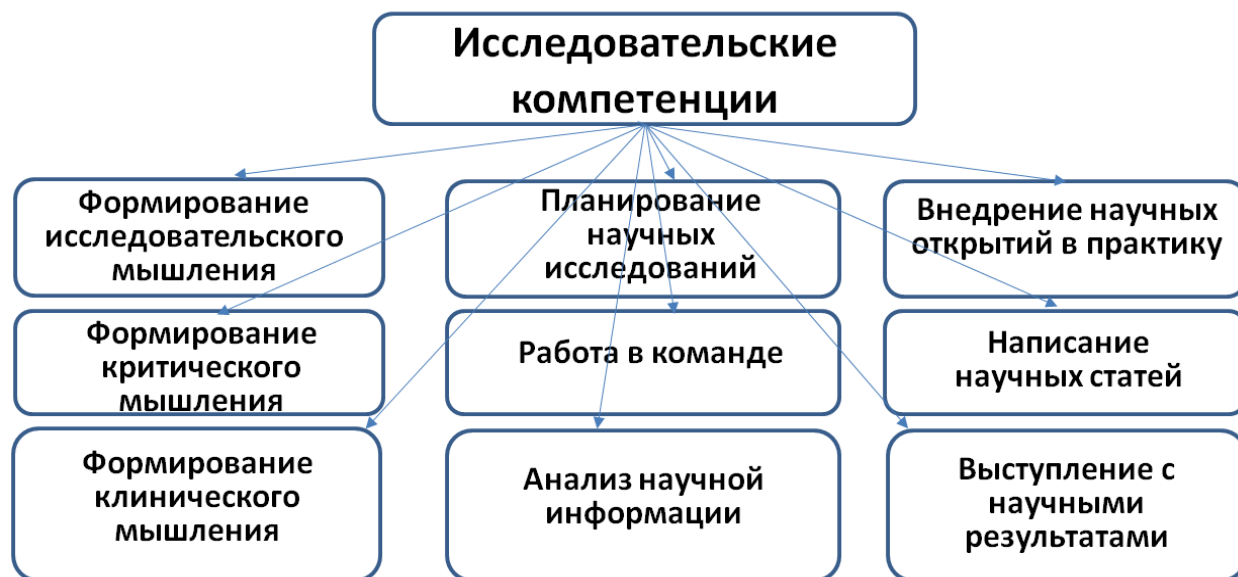 Исследовательские
компетенции
Формирование
исследовательского
мышления
Планирование
научных
исследований
Внедрение научных
открытий в практику
Формирование
критического
мышления
Работа в команде
Написание
научных статей
Формирование
клинического
мышления
Анализ научной
информации
Выступление с
научными
результатами